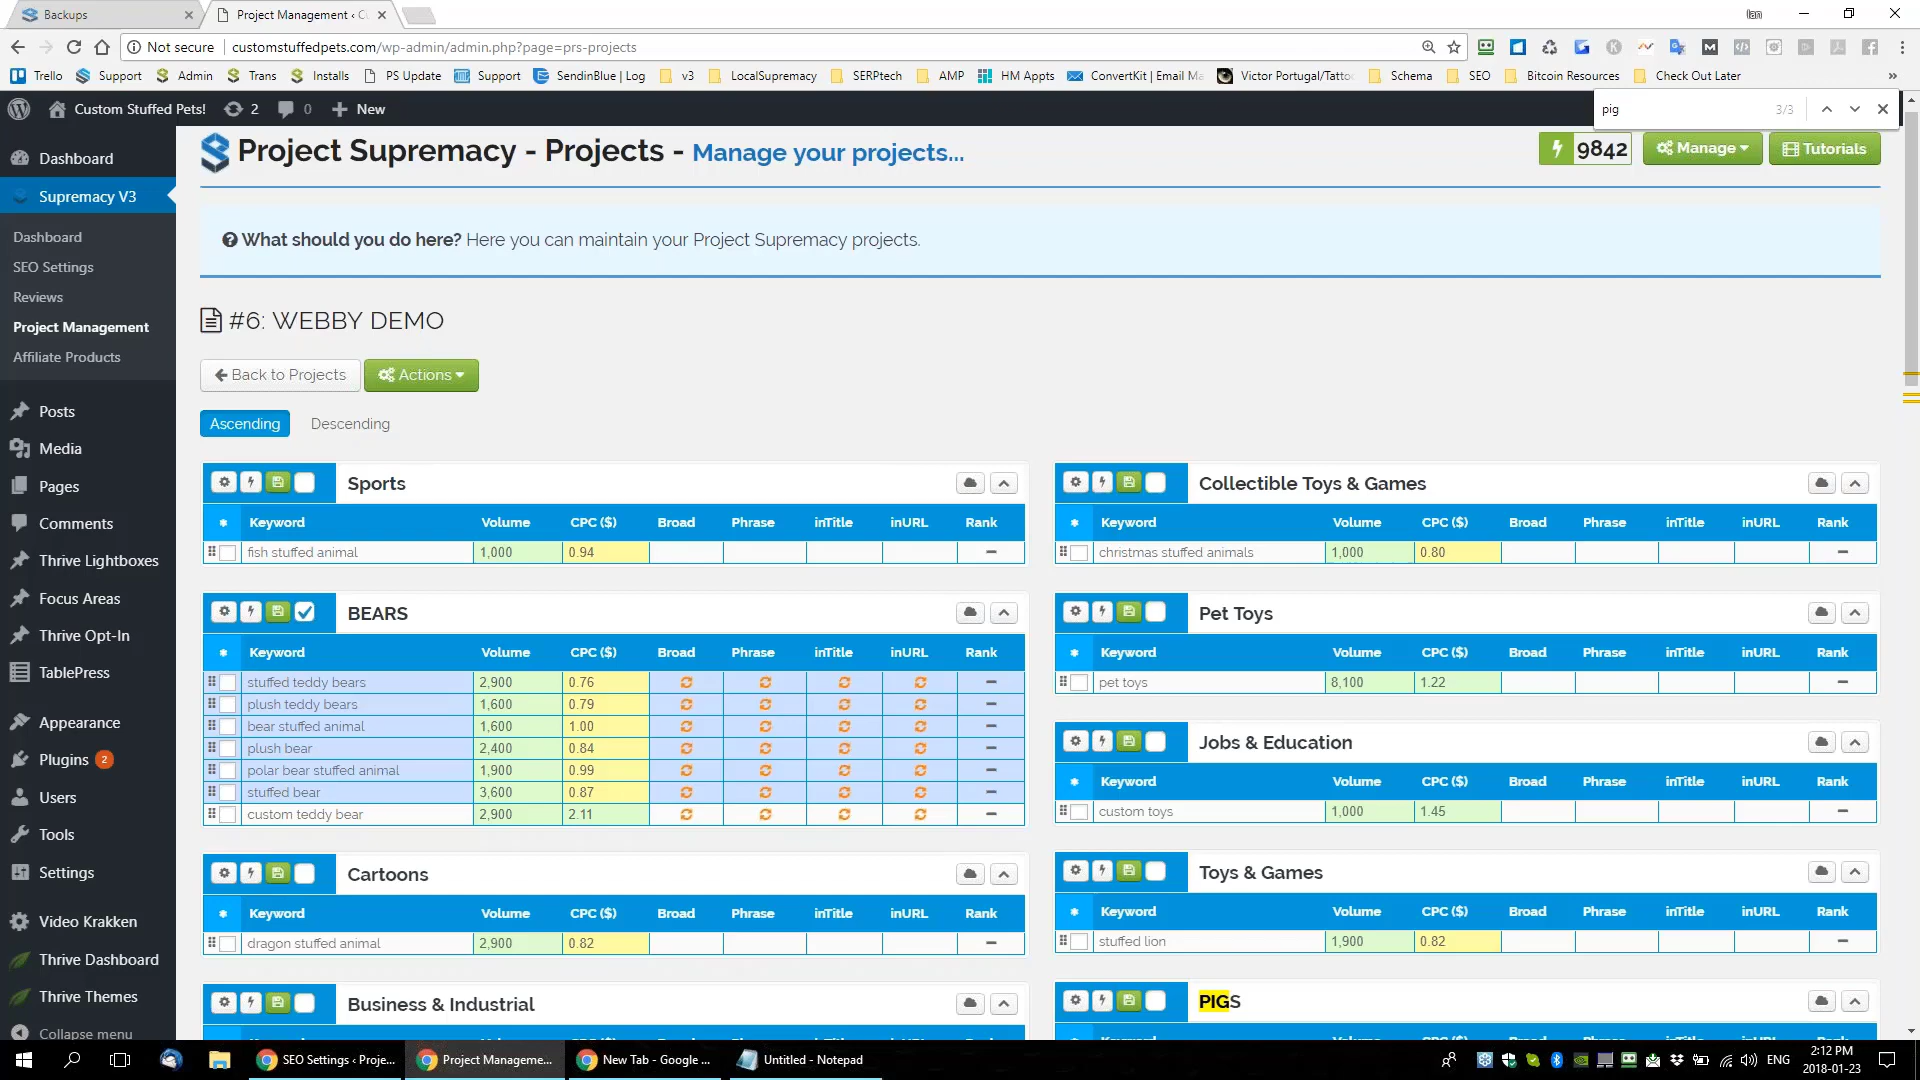 Backups
Project Management ‹ Cu
Ian
Not secure
customstuffedpets.com/wp-admin/admin.php?page=prs-projects
Trello
Support
Admin
Trans
Installs
PS Update
Support
SendinBlue | Log
v3
LocalSupremacy
SERPtech
AMP
HM Appts
ConvertKit | Email Ma
Victor Portugal/Tattoo
Schema
SEO
Bitcoin Resources
Check Out Later
»
Custom Stuffed Pets!
2
0
New
pig
3/3
Dashboard
Supremacy V3
Dashboard
SEO Settings
Reviews
Project Management
Affiliate Products
Posts
Media
Pages
Comments
Thrive Lightboxes
Focus Areas
Thrive Opt-In
TablePress
Appearance
Plugins 2
Users
Tools
Settings
Video Krakken
Thrive Dashboard
Thrive Themes
Collapse menu
Project Supremacy - Projects - Manage your projects...
9842
Manage
Tutorials
What should you do here? Here you can maintain your Project Supremacy projects.
#6: WEBBY DEMO
Back to Projects
Actions
Ascending
Descending
Sports
Keyword Volume CPC ($) Broad Phrase inTitle inURL Rank
fish stuffed animal 1,000 0.94
BEARS
Keyword Volume CPC ($) Broad Phrase inTitle inURL Rank
stuffed teddy bears 2,900 0.76
plush teddy bears 1,600 0.79
bear stuffed animal 1,600 1.00
plush bear 2,400 0.84
polar bear stuffed animal 1,900 0.99
stuffed bear 3,600 0.87
custom teddy bear 2,900 2.11
Cartoons
Keyword Volume CPC ($) Broad Phrase inTitle inURL Rank
dragon stuffed animal 2,900 0.82
Business & Industrial
Collectible Toys & Games
Keyword Volume CPC ($) Broad Phrase inTitle inURL Rank
christmas stuffed animals 1,000 0.80
Pet Toys
Keyword Volume CPC ($) Broad Phrase inTitle inURL Rank
pet toys 8,100 1.22
Jobs & Education
Keyword Volume CPC ($) Broad Phrase inTitle inURL Rank
custom toys 1,000 1.45
Toys & Games
Keyword Volume CPC ($) Broad Phrase inTitle inURL Rank
stuffed lion 1,900 0.82
PIGS
SEO Settings ‹ Proje...
Project Manageme...
New Tab - Google ...
Untitled - Notepad
ENG
2:12 PM
2018-01-23